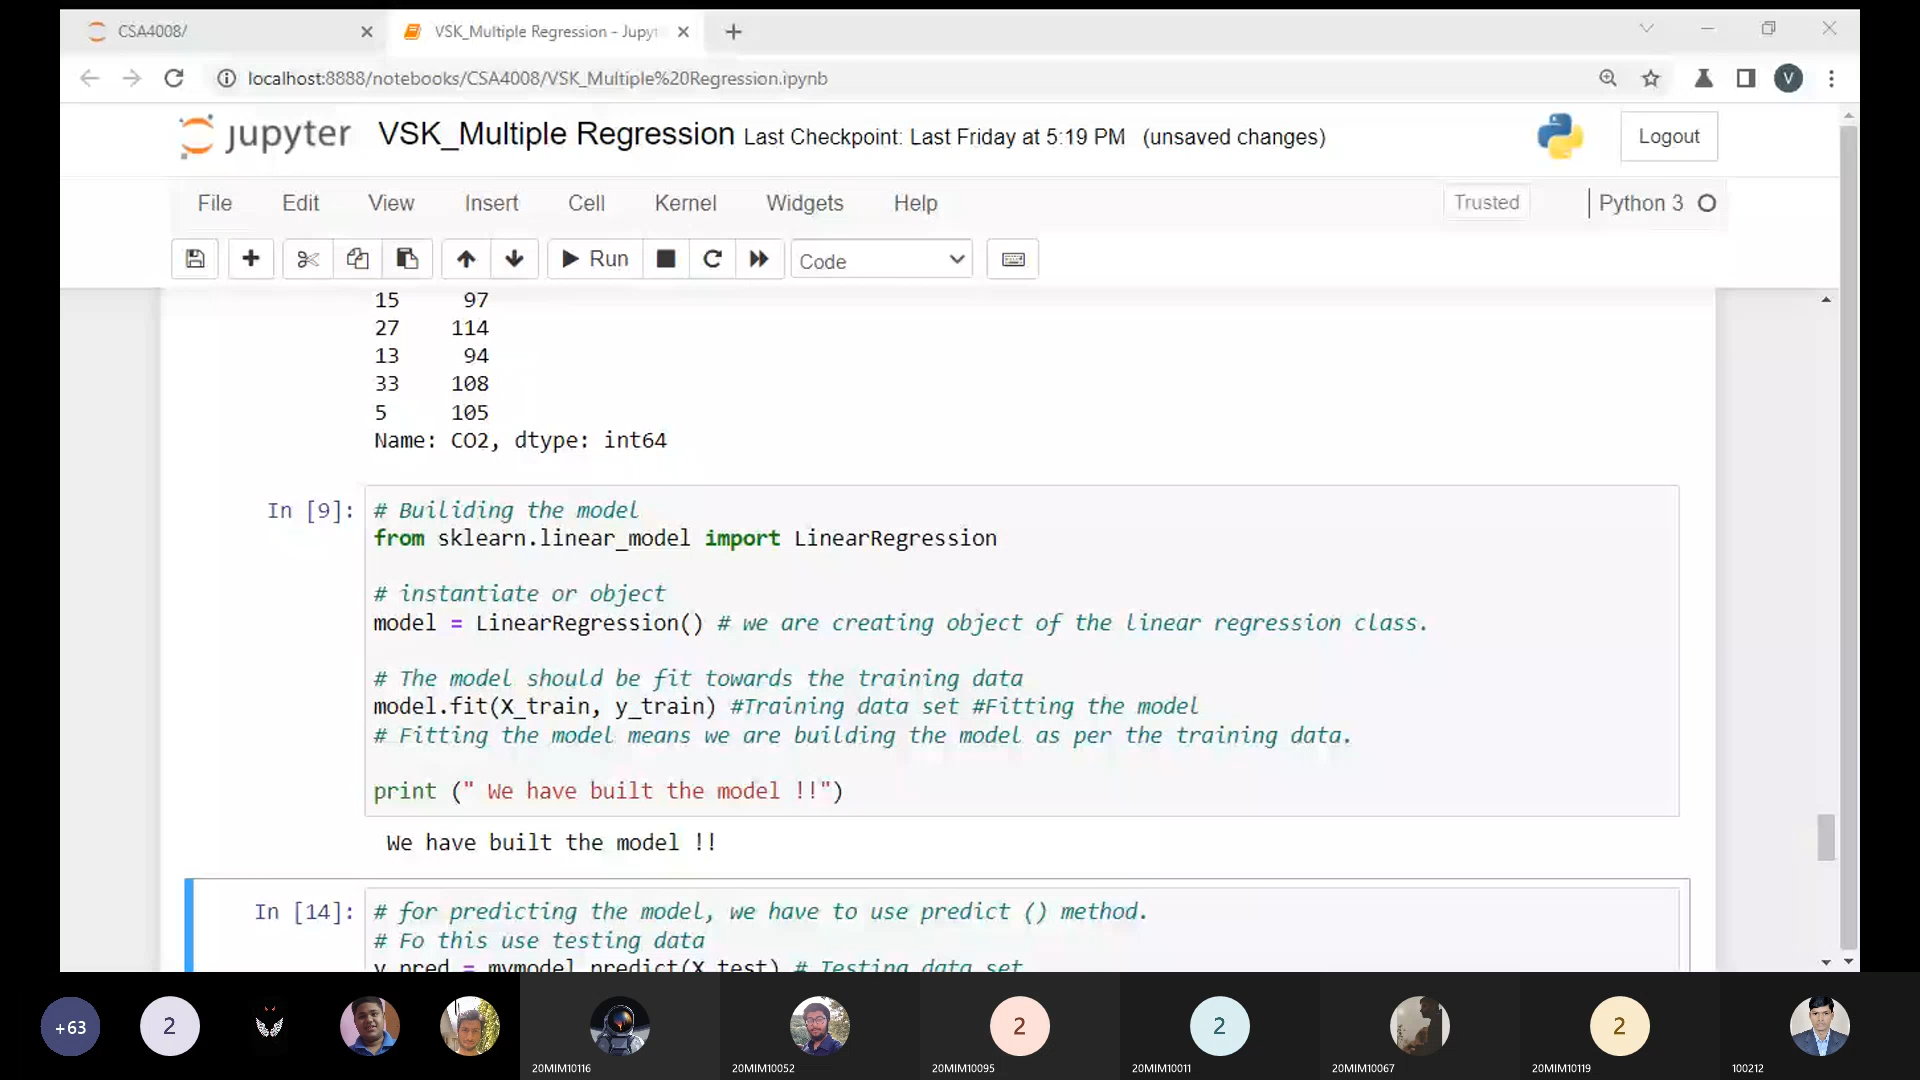 CSA4008/
VSK_Multiple Regression - Jupyt
localhost:8888/notebooks/CSA4008/VSK_Multiple%20Regression.ipynb
V
jupyter VSK_Multiple Regression Last Checkpoint: Last Friday at 5:19 PM (unsaved changes)
Logout
File Edit View Insert Cell Kernel Widgets Help
Trusted
Python 3
Run
Code
15 97
27 114
13 94
33 108
5 105
Name: CO2, dtype: int64
In [9]:
# Builiding the model
from sklearn.linear_model import LinearRegression
# instantiate or object
model = LinearRegression() # we are creating object of the linear regression class.
# The model should be fit towards the training data
model.fit(X_train, y_train) #Training data set #Fitting the model
# Fitting the model means we are building the model as per the training data.
print (" We have built the model !!")
We have built the model !!
In [14]:
# for predicting the model, we have to use predict () method.
# Fo this use testing data
y_pred = mymodel.predict(X_test) # Testing data set
+63
2
2
2
2
20MIM10116
20MIM10052
20MIM10095
20MIM10011
20MIM10067
20MIM10119
100212